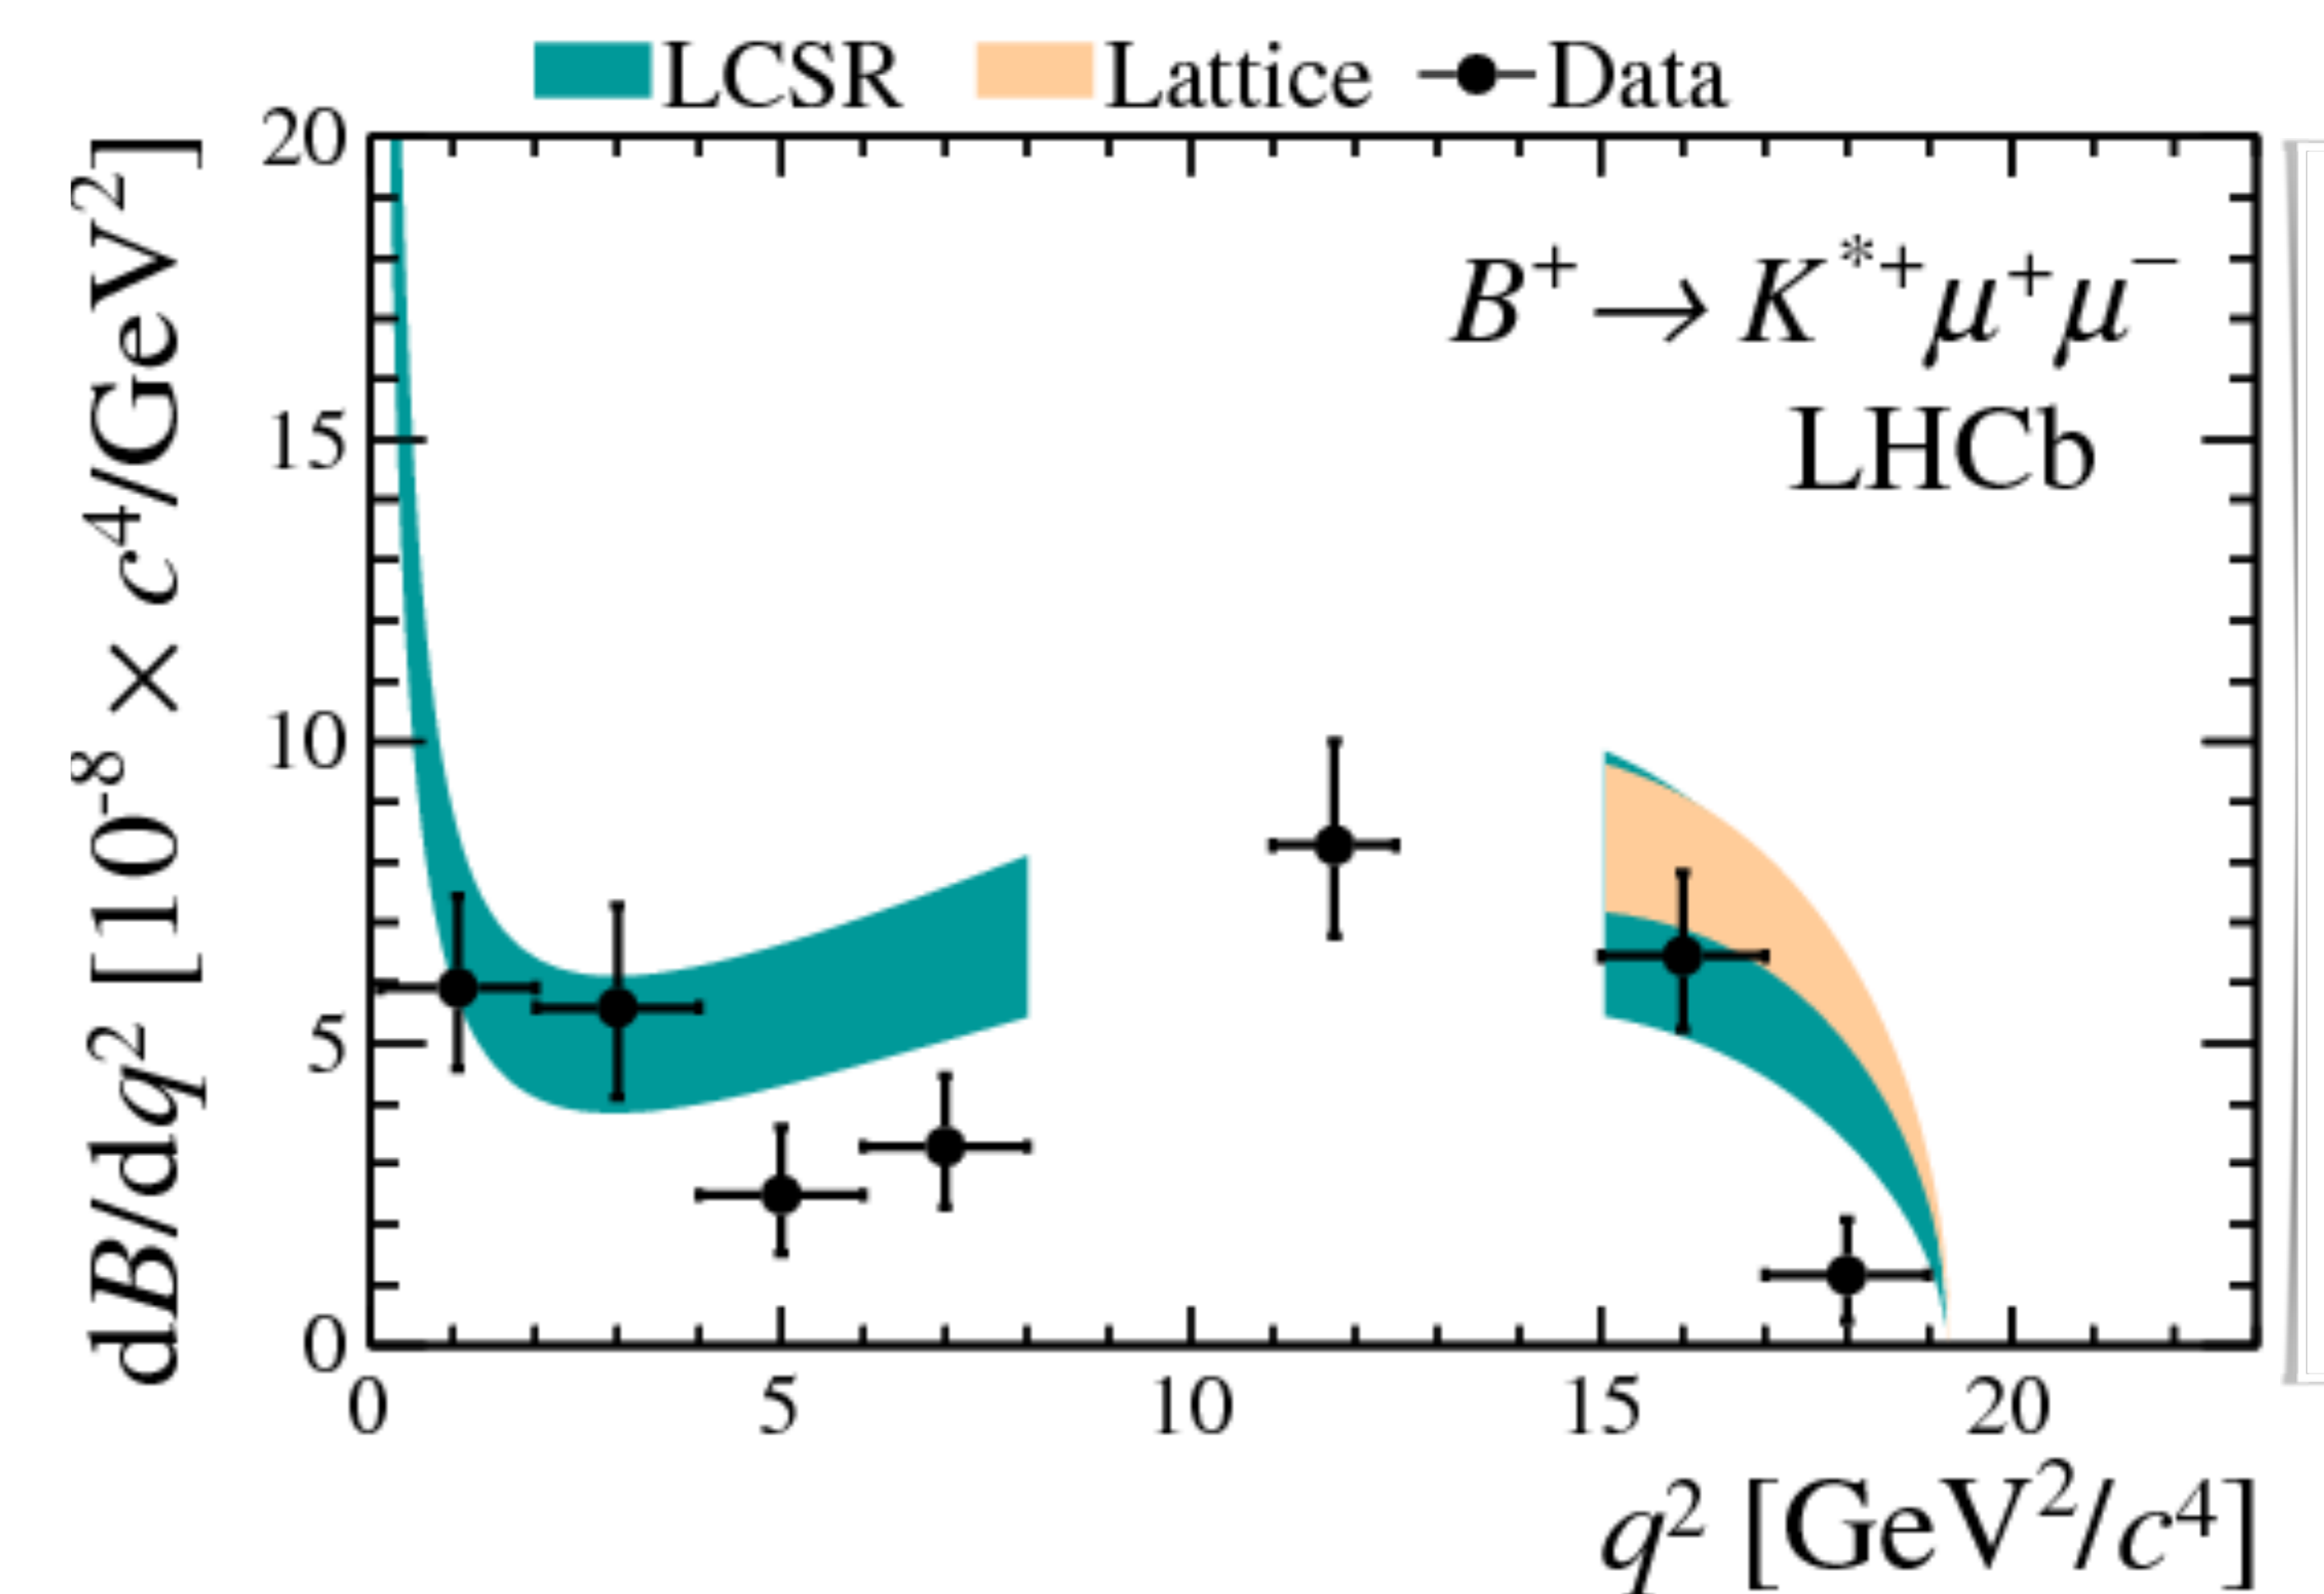 LCSR Lattice Data
dB/dq² [10⁻⁸ × c⁴/GeV²]
20
15
10
5
0
B⁺ → K*⁺μ⁺μ⁻
LHCb
0 5 10 15 20
q² [GeV²/c⁴]